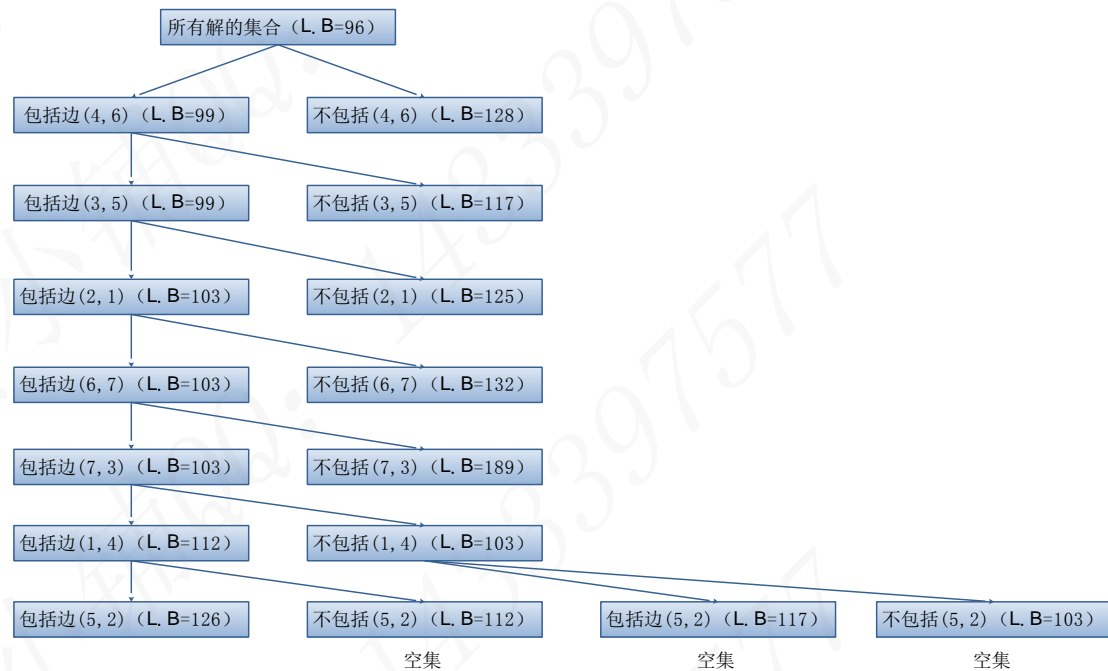 所有解的集合（L.B=96）
包括边(4,6)（L.B=99） 不包括(4,6)（L.B=128）
包括边(3,5)（L.B=99） 不包括(3,5)（L.B=117）
包括边(2,1)（L.B=103） 不包括(2,1)（L.B=125）
包括边(6,7)（L.B=103） 不包括(6,7)（L.B=132）
包括边(7,3)（L.B=103） 不包括(7,3)（L.B=189）
包括边(1,4)（L.B=112） 不包括(1,4)（L.B=103）
包括边(5,2)（L.B=126） 不包括(5,2)（L.B=112） 包括边(5,2)（L.B=117） 不包括(5,2)（L.B=103）
空集 空集 空集